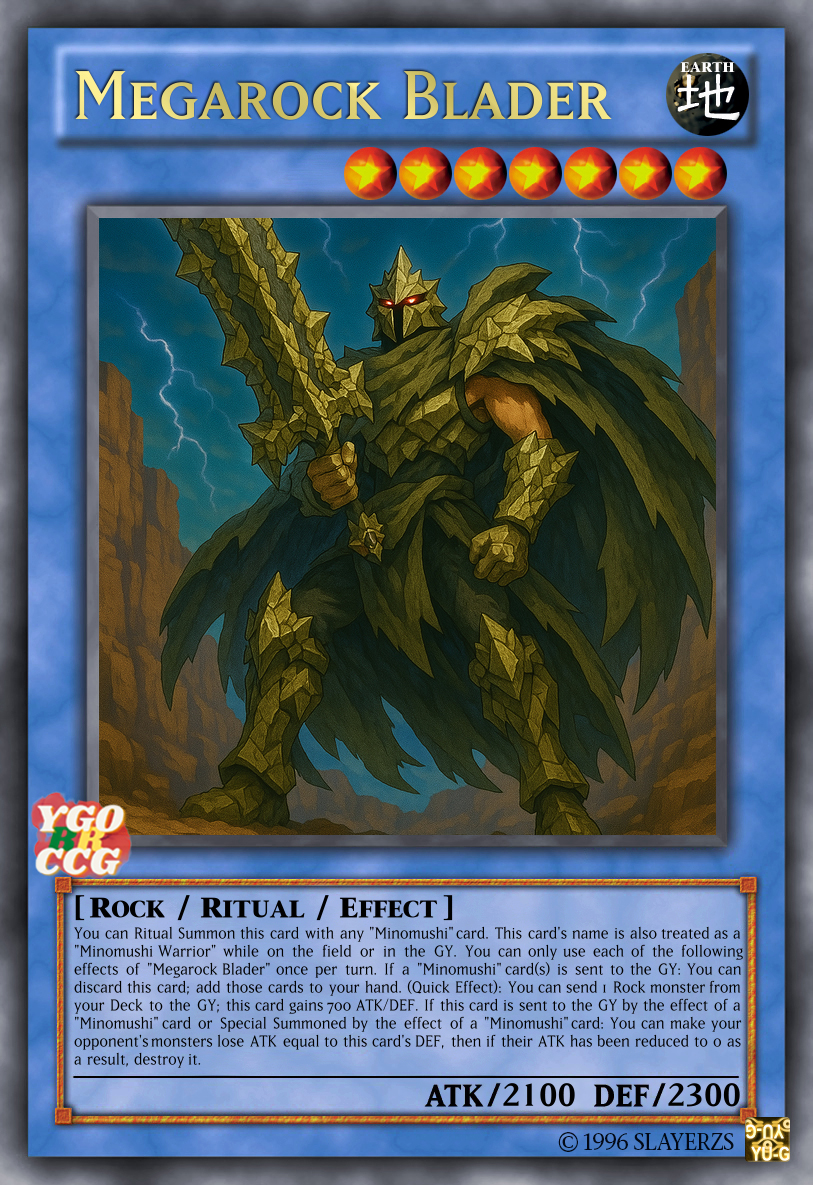 MEGAROCK BLADER
EARTH
地
YGO
RR
CCG
[ ROCK / RITUAL / EFFECT ]
You can Ritual Summon this card with any "Minomushi" card. This card's name is also treated as a
"Minomushi Warrior" while on the field or in the GY. You can only use each of the following
effects of "Megarock Blader" once per turn. If a "Minomushi" card(s) is sent to the GY: You can
discard this card; add those cards to your hand. (Quick Effect): You can send 1 Rock monster from
your Deck to the GY; this card gains 700 ATK/DEF. If this card is sent to the GY by the effect of a
"Minomushi" card or Special Summoned by the effect of a "Minomushi" card: You can make your
opponent's monsters lose ATK equal to this card's DEF, then if their ATK has been reduced to 0 as
a result, destroy it.
ATK/2100 DEF/2300
© 1996 SLAYERZS